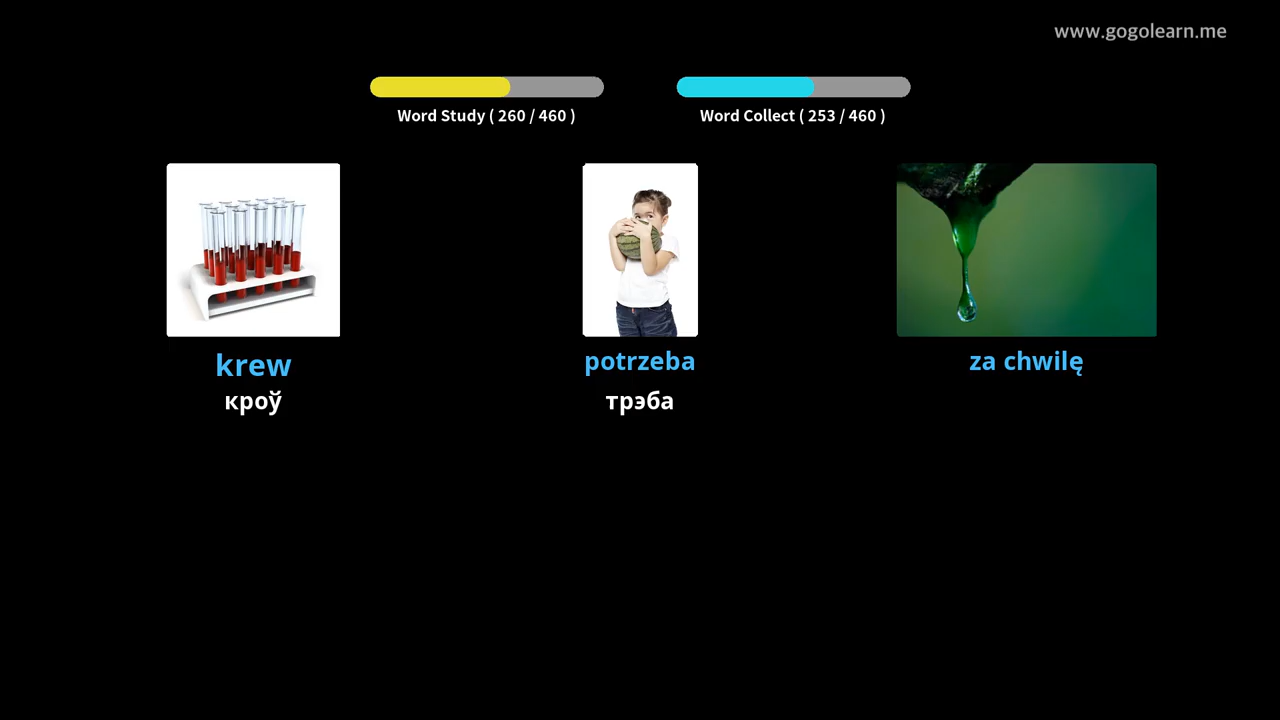 www.gogolearn.me
Word Study ( 260 / 460 )
Word Collect ( 253 / 460 )
krew
potrzeba
za chwilę
кроў
трэба